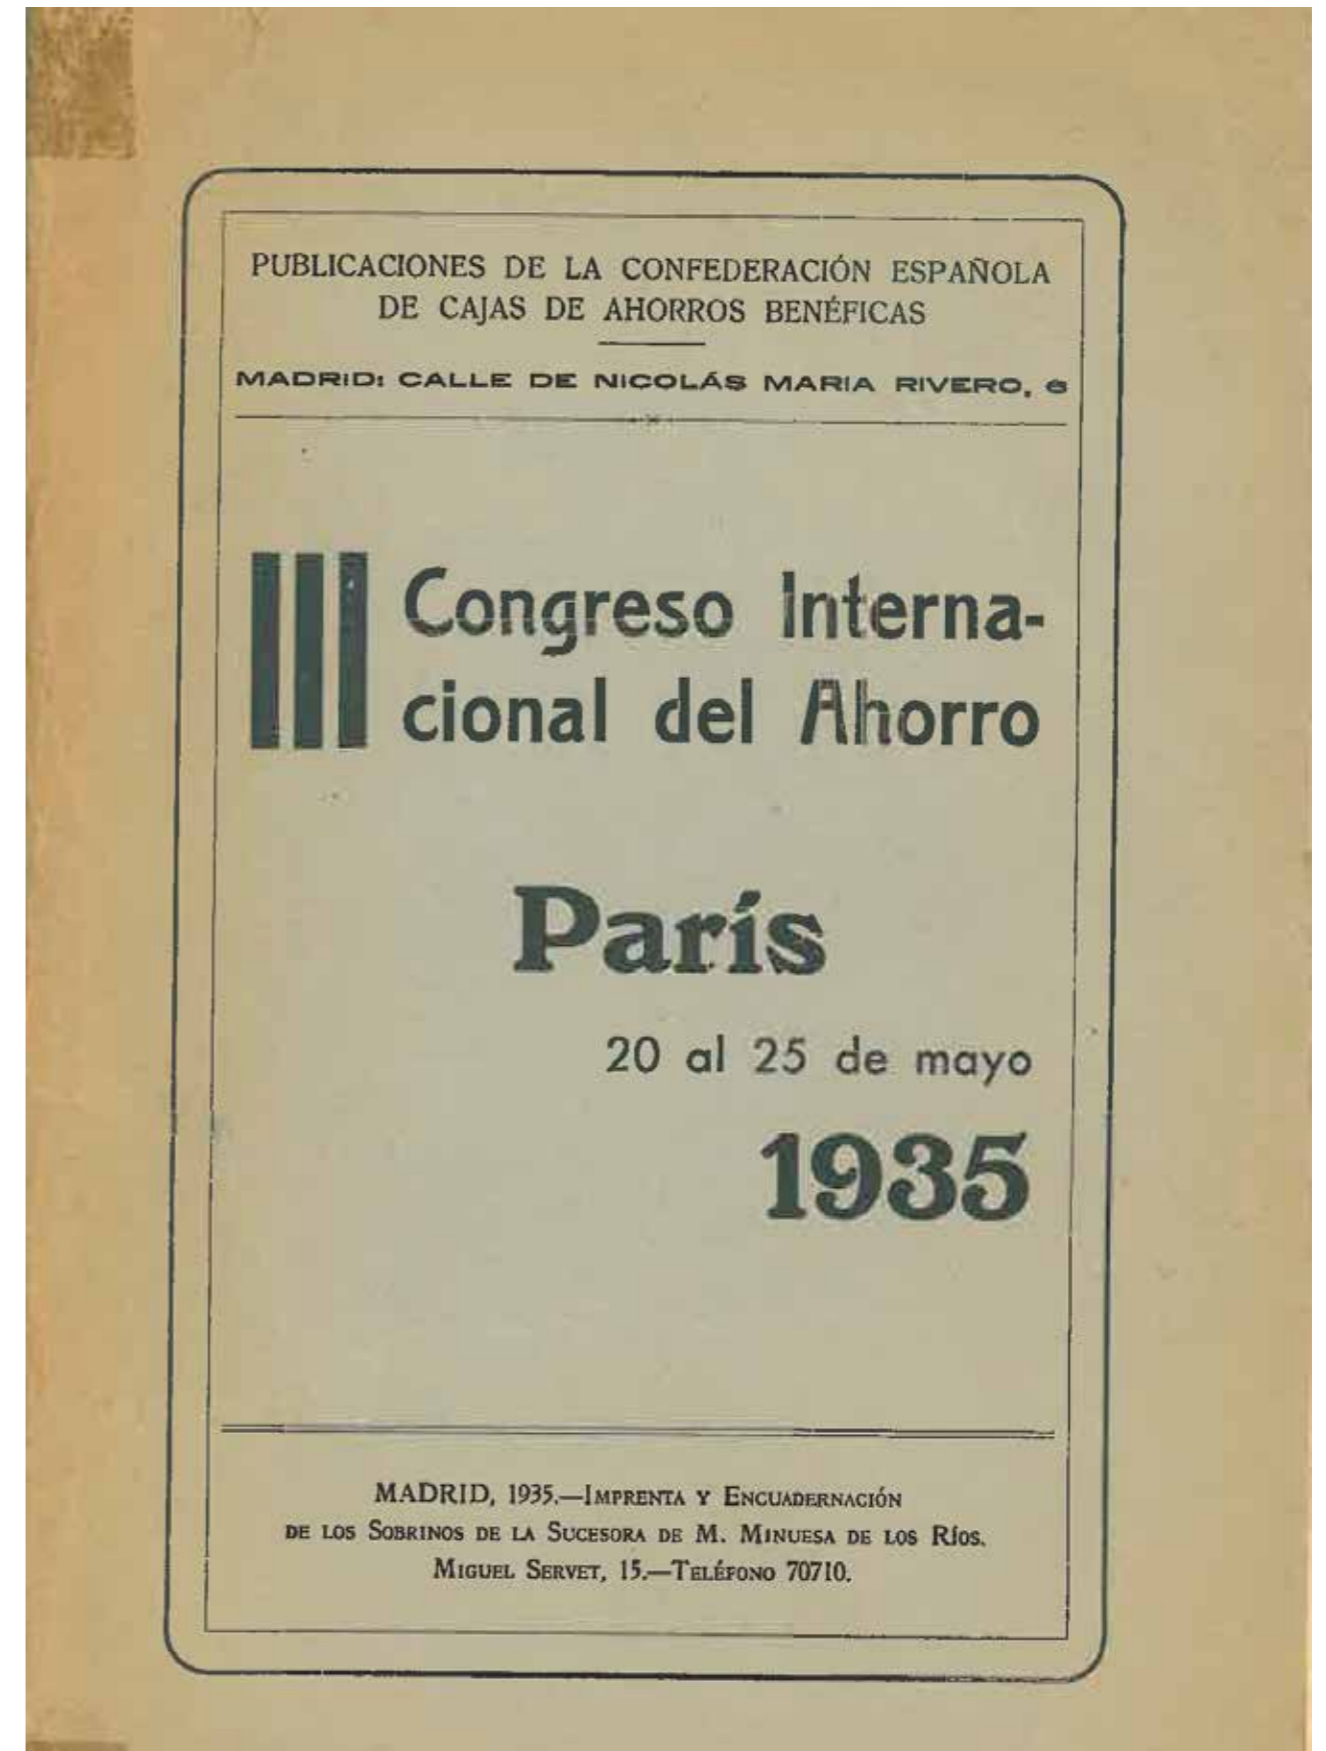 PUBLICACIONES DE LA CONFEDERACIÓN ESPAÑOLA
DE CAJAS DE AHORROS BENÉFICAS
MADRID: CALLE DE NICOLÁS MARIA RIVERO, 6
III Congreso Interna-
cional del Ahorro
París
20 al 25 de mayo
1935
MADRID, 1935.—IMPRENTA Y ENCUADERNACIÓN
DE LOS SOBRINOS DE LA SUCESORA DE M. MINUESA DE LOS RÍOS.
MIGUEL SERVET, 15.—TELÉFONO 70710.